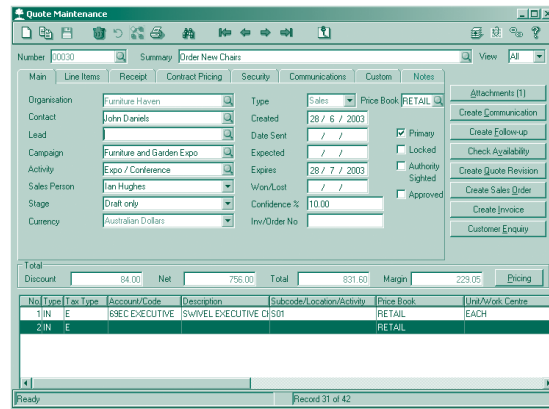 Quote Maintenance
Number 00030 Summary Order New Chairs View All
Main Line Items Receipt Contract Pricing Security Communications Custom Notes
Organisation Furniture Haven Type Sales Price Book RETAIL
Contact John Daniels Created 28 / 6 / 2003
Lead Date Sent / / Primary
Campaign Furniture and Garden Expo Expected / / Locked
Activity Expo / Conference Expires 28 / 7 / 2003 Authority Sighted
Sales Person Ian Hughes Won/Lost / / Approved
Stage Draft only Confidence % 10.00
Currency Australian Dollars Inv/Order No
Attachments (1)
Create Communication
Create Follow-up
Check Availability
Create Quote Revision
Create Sales Order
Create Invoice
Customer Enquiry
Total
Discount 84.00 Net 756.00 Total 831.60 Margin 229.05 Pricing
No. Type Tax Type Account/Code Description Subcode/Location/Activity Price Book Unit/Work Centre
1 IN E 69EC EXECUTIVE SWIVEL EXECUTIVE CH S01 RETAIL EACH
2 IN E RETAIL
Ready Record 31 of 42